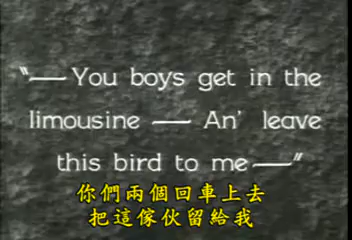 “— You boys get in the
limousine — An’ leave
this bird to me —”
你們兩個回車上去
把這傢伙留給我